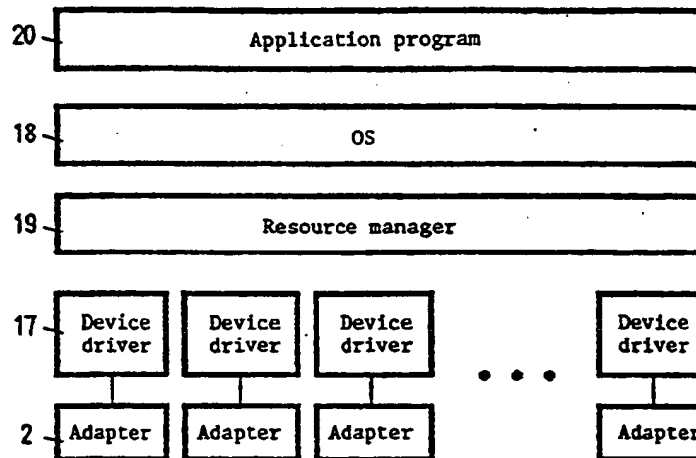 20 Application program
18 OS
19 Resource manager
17 Device driver Device driver Device driver Device driver
2 Adapter Adapter Adapter Adapter